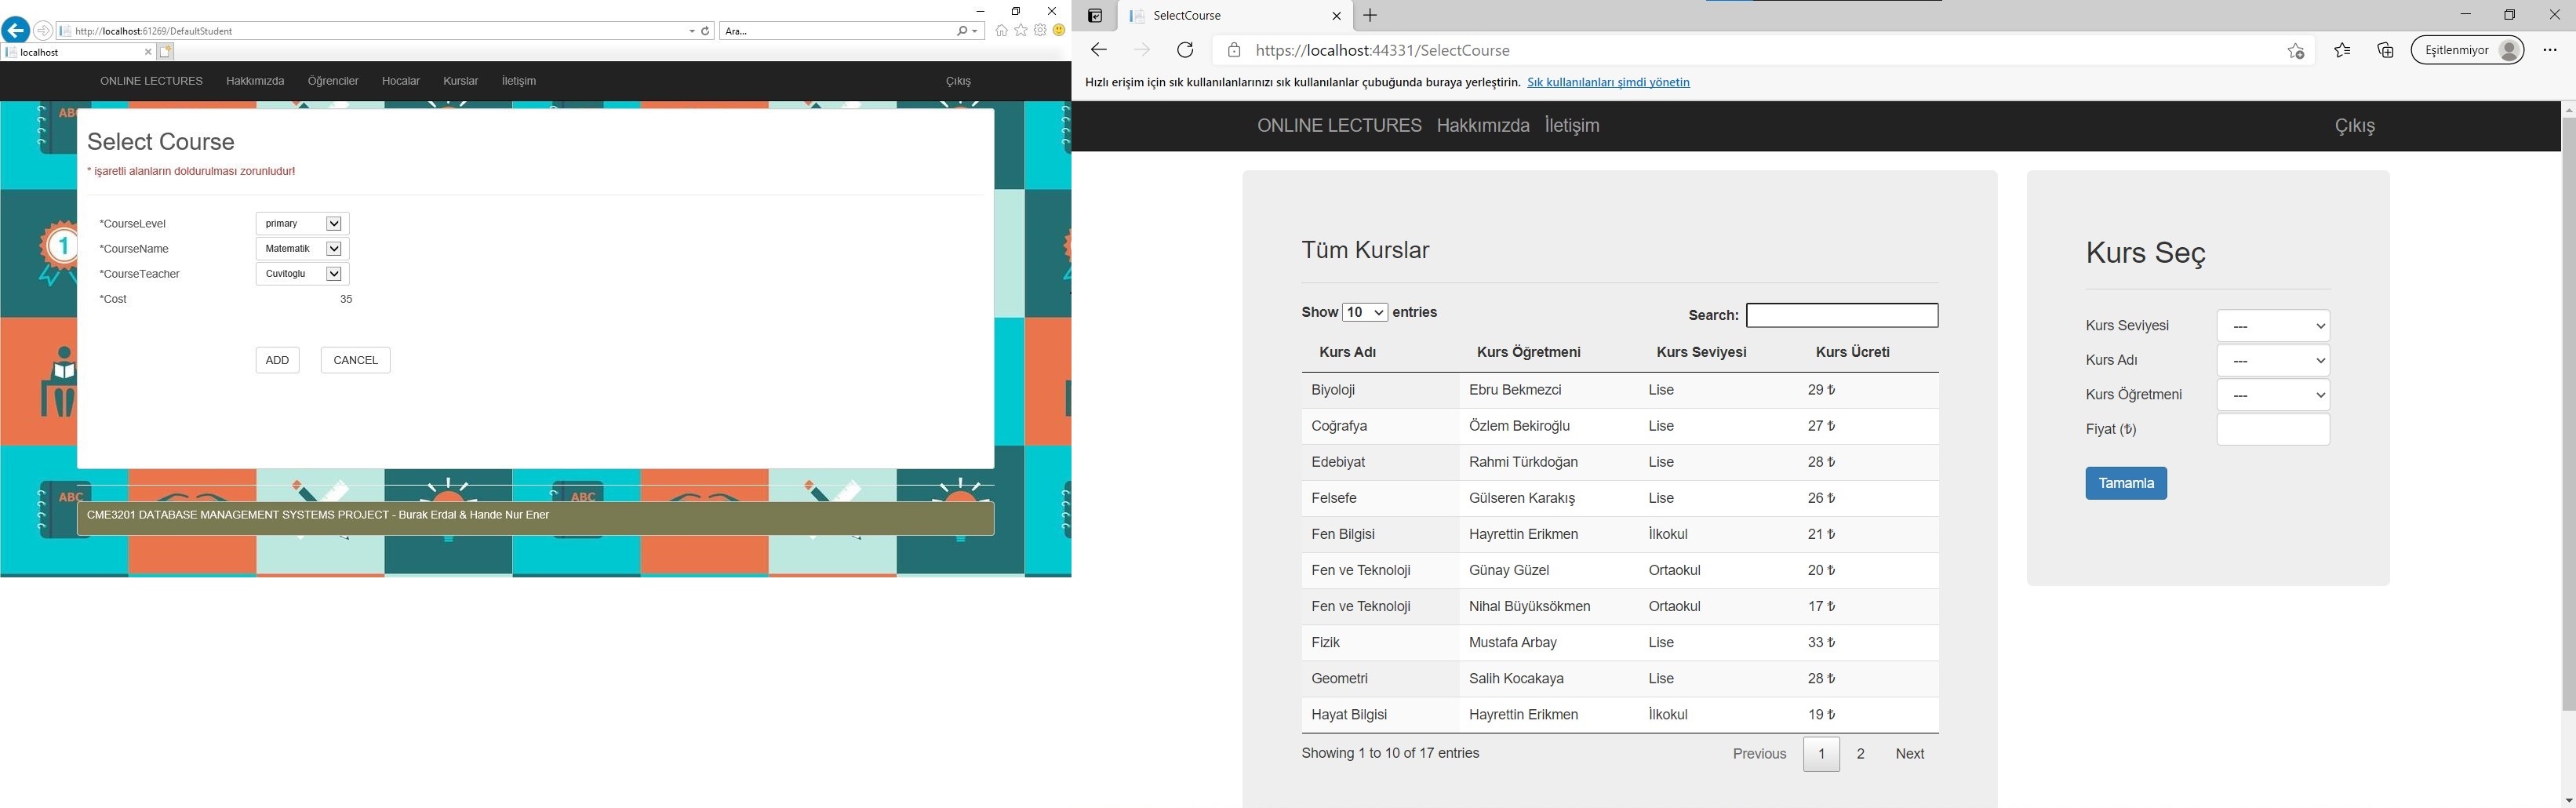 http://localhost:61269/DefaultStudent
Ara...
localhost
ONLINE LECTURES Hakkımızda Öğrenciler Hocalar Kurslar İletişim Çıkış
ABC
Select Course
* işaretli alanların doldurulması zorunludur!
*CourseLevel primary
*CourseName Matematik
*CourseTeacher Cuvitoglu
*Cost 35
1
ADD CANCEL
ABC ABC
CME3201 DATABASE MANAGEMENT SYSTEMS PROJECT - Burak Erdal & Hande Nur Ener
SelectCourse
https://localhost:44331/SelectCourse
Eşitlenmiyor
Hızlı erişim için sık kullanılanlarınızı sık kullanılanlar çubuğunda buraya yerleştirin. Sık kullanılanları şimdi yönetin
ONLINE LECTURES Hakkımızda İletişim Çıkış
Tüm Kurslar
Show 10 entries Search:
Kurs Adı Kurs Öğretmeni Kurs Seviyesi Kurs Ücreti
Biyoloji Ebru Bekmezci Lise 29 ₺
Coğrafya Özlem Bekiroğlu Lise 27 ₺
Edebiyat Rahmi Türkdoğan Lise 28 ₺
Felsefe Gülseren Karakış Lise 26 ₺
Fen Bilgisi Hayrettin Erikmen İlkokul 21 ₺
Fen ve Teknoloji Günay Güzel Ortaokul 20 ₺
Fen ve Teknoloji Nihal Büyüksökmen Ortaokul 17 ₺
Fizik Mustafa Arbay Lise 33 ₺
Geometri Salih Kocakaya Lise 28 ₺
Hayat Bilgisi Hayrettin Erikmen İlkokul 19 ₺
Showing 1 to 10 of 17 entries Previous 1 2 Next
Kurs Seç
Kurs Seviyesi ---
Kurs Adı ---
Kurs Öğretmeni ---
Fiyat (₺)
Tamamla